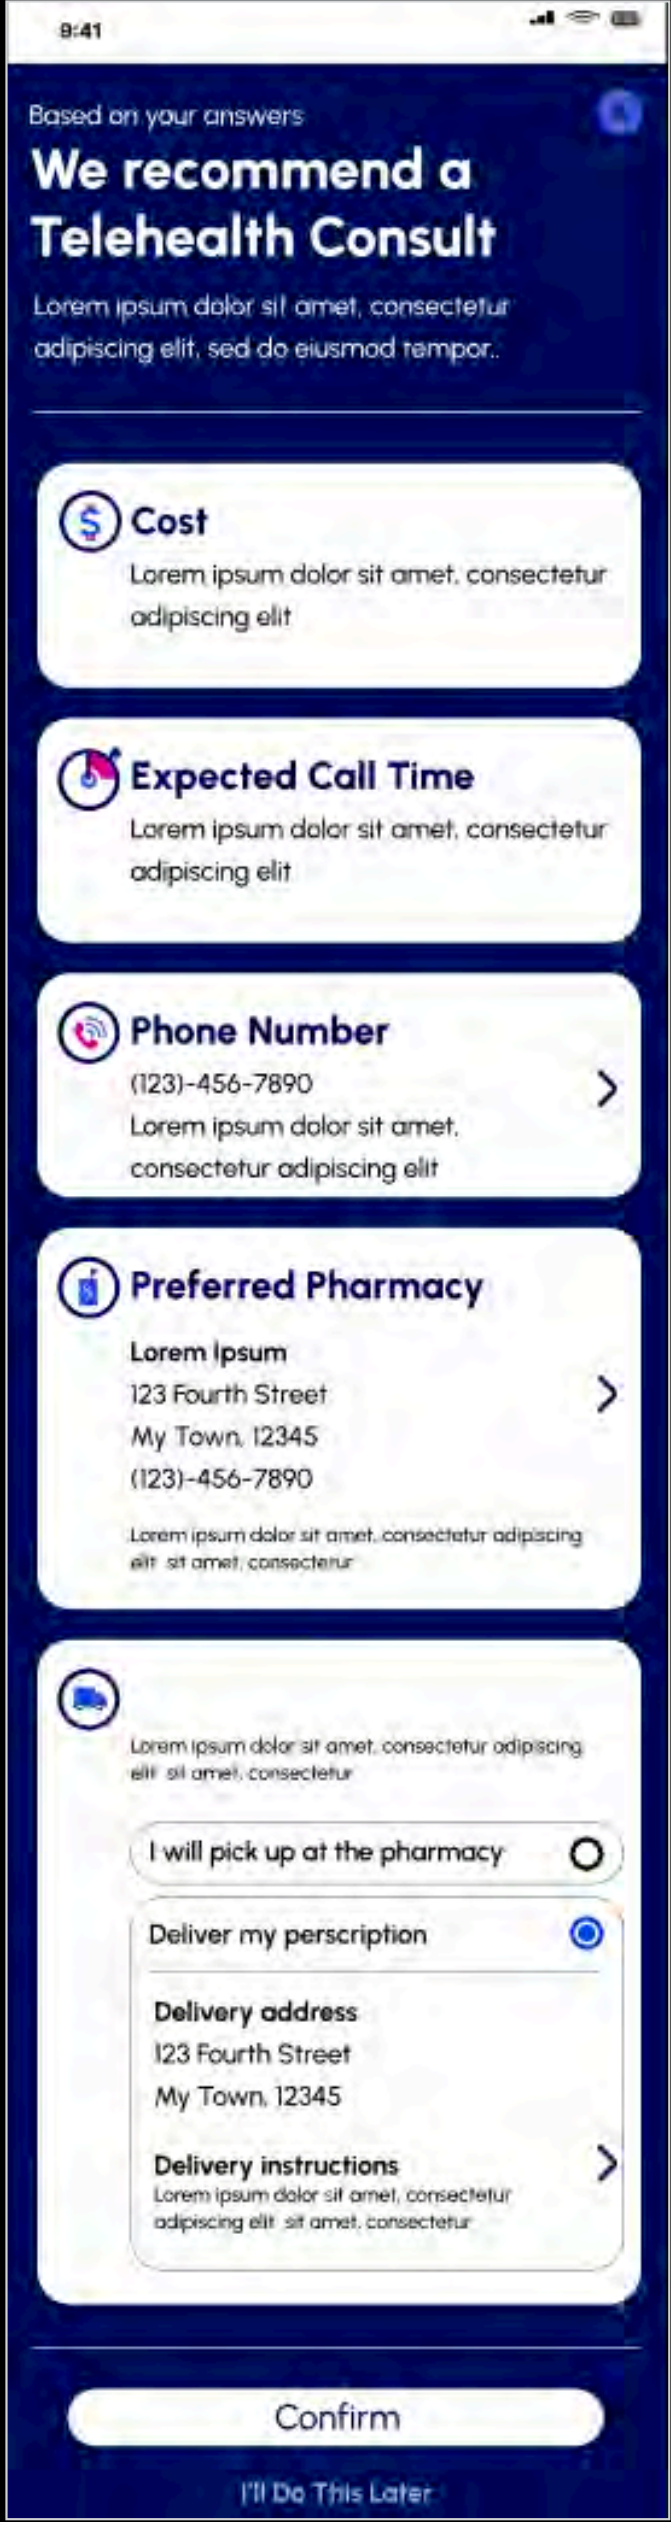 9:41
Based on your answers
We recommend a
Telehealth Consult
Lorem ipsum dolor sit amet, consectetur
adipiscing elit, sed do eiusmod tempor..
$ Cost
Lorem ipsum dolor sit amet, consectetur
adipiscing elit
Expected Call Time
Lorem ipsum dolor sit amet, consectetur
adipiscing elit
Phone Number
(123)-456-7890
Lorem ipsum dolor sit amet,
consectetur adipiscing elit
Preferred Pharmacy
Lorem Ipsum
123 Fourth Street
My Town, 12345
(123)-456-7890
Lorem ipsum dolor sit amet, consectetur adipiscing
elit sit amet, consectetur
Lorem ipsum dolor sit amet, consectetur adipiscing
elit sit amet, consectetur
I will pick up at the pharmacy
Deliver my perscription
Delivery address
123 Fourth Street
My Town, 12345
Delivery instructions
Lorem ipsum dolor sit amet, consectetur
adipiscing elit sit amet, consectetur
Confirm
I'll Do This Later